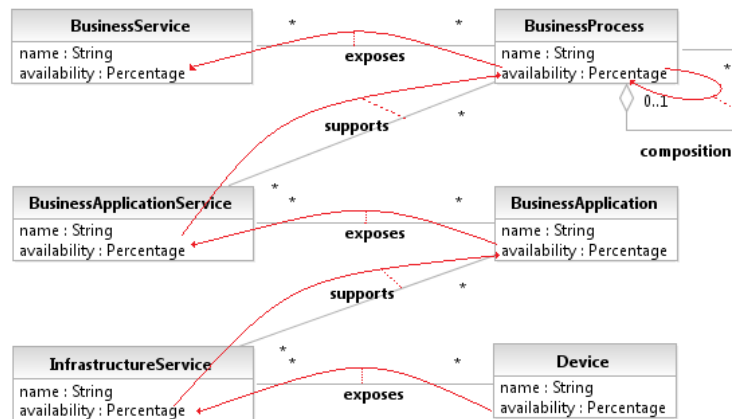 BusinessService
name : String
availability : Percentage
*
*
exposes
BusinessProcess
name : String
availability : Percentage
*
0..1
composition
supports
*
*
BusinessApplicationService
name : String
availability : Percentage
*
*
exposes
BusinessApplication
name : String
availability : Percentage
supports
*
*
InfrastructureService
name : String
availability : Percentage
*
*
exposes
Device
name : String
availability : Percentage